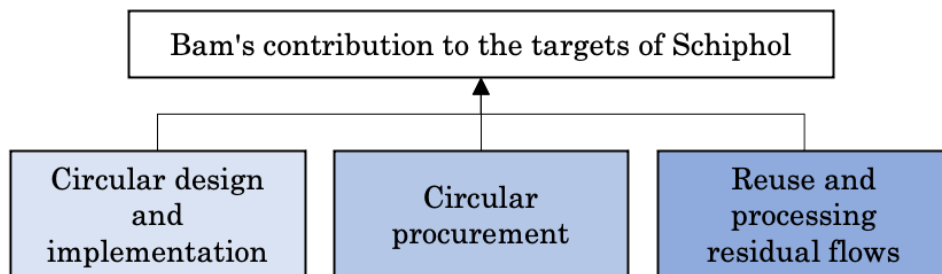 Bam's contribution to the targets of Schiphol
Circular design
and
implementation
Circular
procurement
Reuse and
processing
residual flows